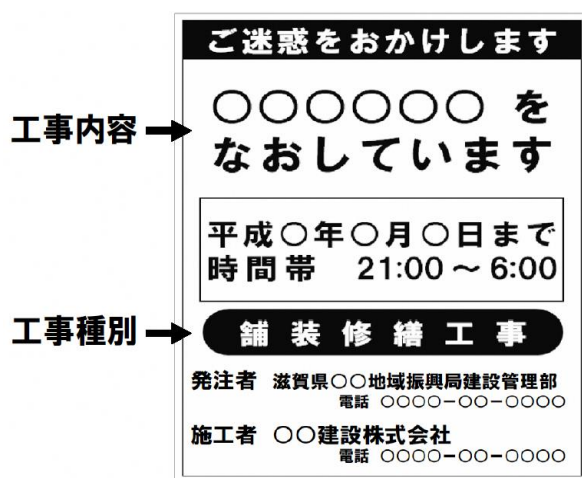 ご迷惑をおかけします
工事内容
○○○○○○を
なおしています
平成○年○月○日まで
時間帯 21:00～6:00
工事種別
舗装修繕工事
発注者 滋賀県○○地域振興局建設管理部
電話 ○○○○-○○-○○○○
施工者 ○○建設株式会社
電話 ○○○○-○○-○○○○